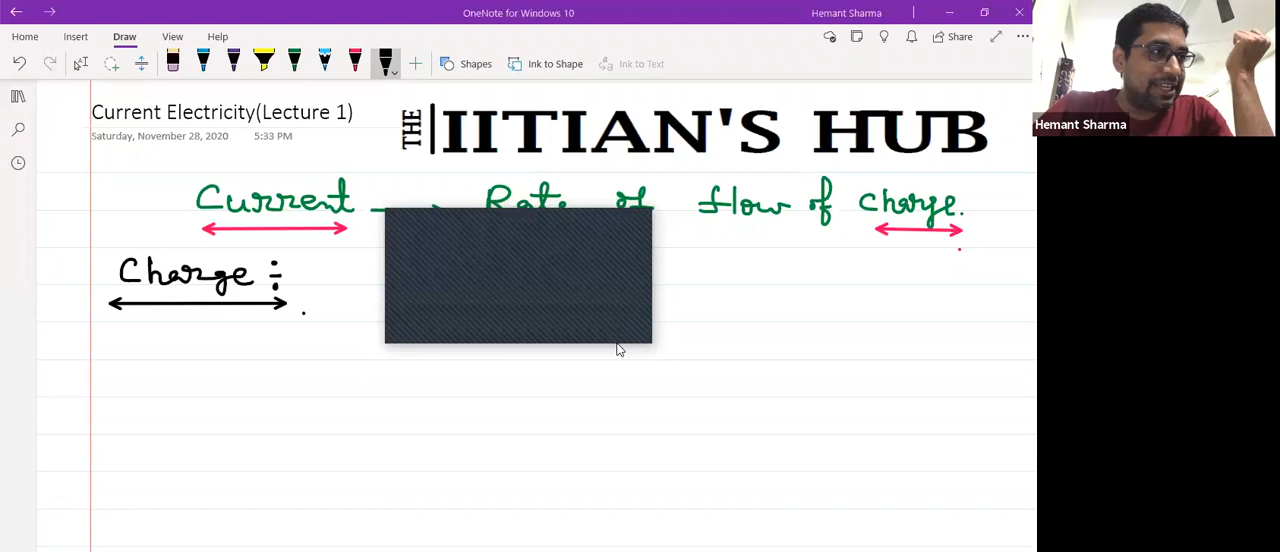 OneNote for Windows 10
Hemant Sharma
Home Insert Draw View Help
Share
Shapes Ink to Shape Ink to Text
Hemant Sharma
Current Electricity(Lecture 1)
Saturday, November 28, 2020 5:33 PM
THE IITIAN'S HUB
Current → Rate of flow of charge.
Charge :